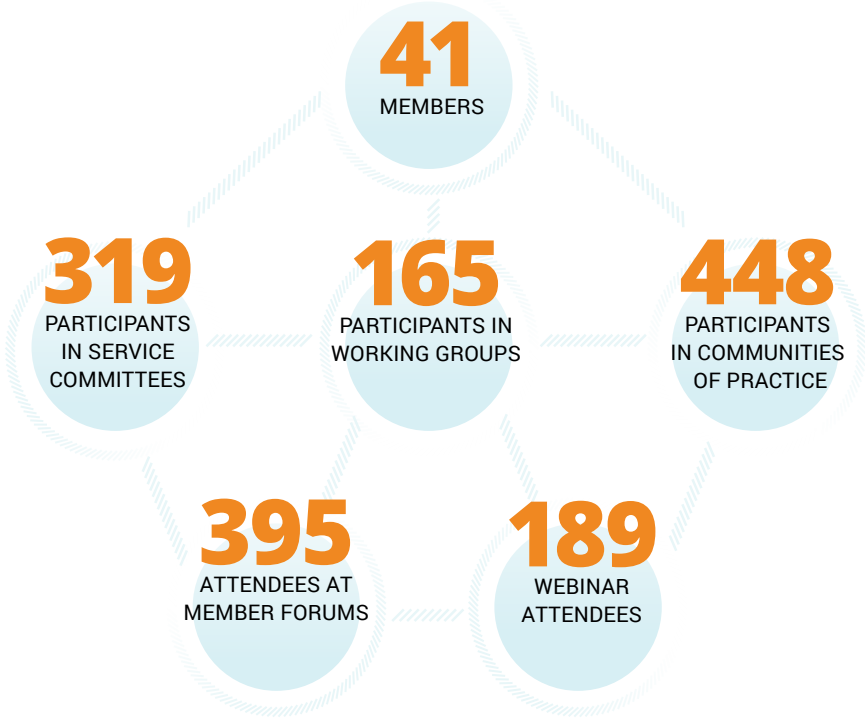 41
MEMBERS
319
PARTICIPANTS
IN SERVICE
COMMITTEES
165
PARTICIPANTS IN
WORKING GROUPS
448
PARTICIPANTS
IN COMMUNITIES
OF PRACTICE
395
ATTENDEES AT
MEMBER FORUMS
189
WEBINAR
ATTENDEES